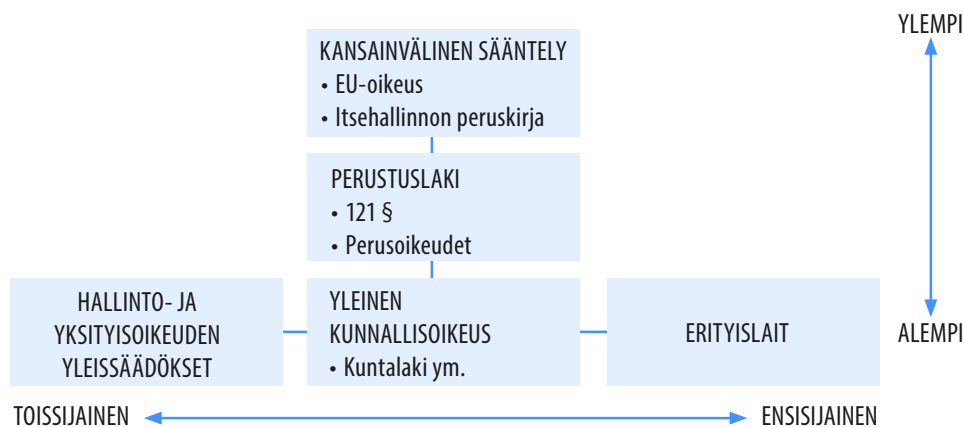 YLEMPI
KANSAINVÄLINEN SÄÄNTELY
• EU-oikeus
• Itsehallinnon peruskirja
PERUSTUSLAKI
• 121 §
• Perusoikeudet
HALLINTO- JA
YKSITYISOIKEUDEN
YLEISSÄÄDÖKSET
YLEINEN
KUNNALLISOIKEUS
• Kuntalaki ym.
ERITYISLAIT
ALEMPI
TOISSIJAINEN
ENSISIJAINEN